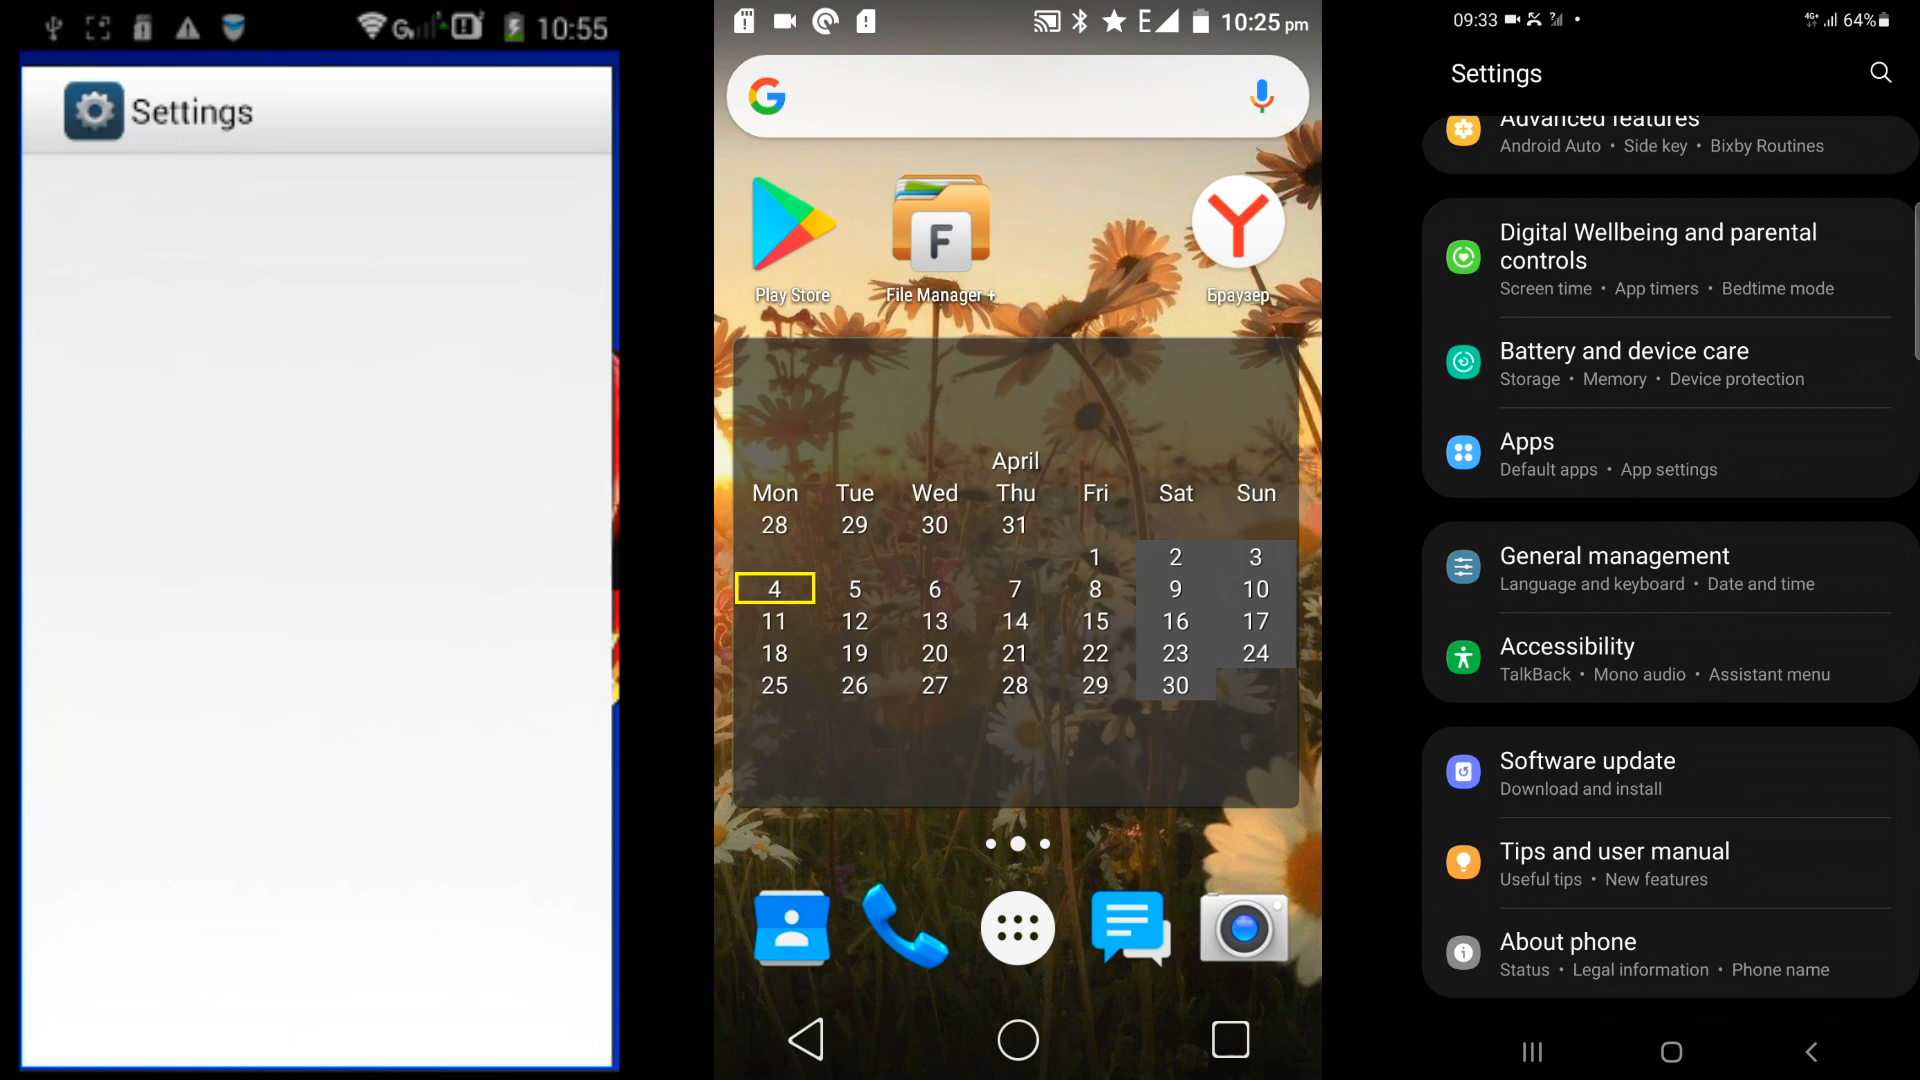 10:55
Settings
10:25 pm
Play Store
File Manager +
Браузер
April
Mon Tue Wed Thu Fri Sat Sun
28 29 30 31
1 2 3
4 5 6 7 8 9 10
11 12 13 14 15 16 17
18 19 20 21 22 23 24
25 26 27 28 29 30
09:33
4G+ 64%
Settings
Advanced features
Android Auto • Side key • Bixby Routines
Digital Wellbeing and parental
controls
Screen time • App timers • Bedtime mode
Battery and device care
Storage • Memory • Device protection
Apps
Default apps • App settings
General management
Language and keyboard • Date and time
Accessibility
TalkBack • Mono audio • Assistant menu
Software update
Download and install
Tips and user manual
Useful tips • New features
About phone
Status • Legal information • Phone name